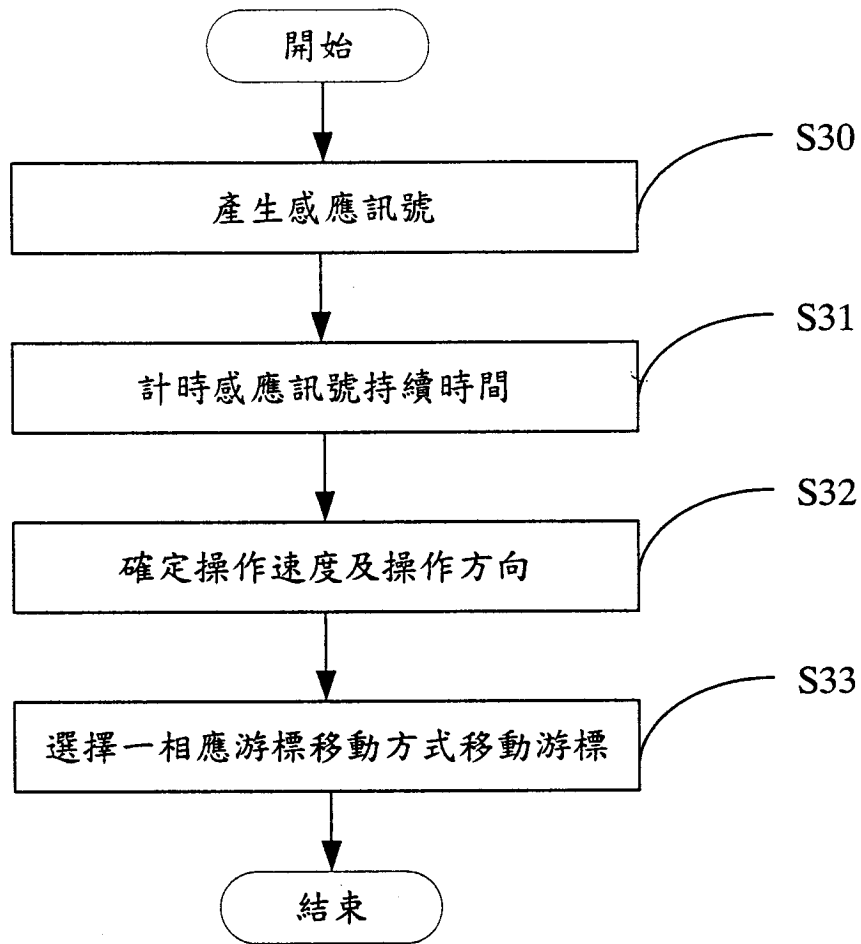 開始
S30
產生感應訊號
S31
計時感應訊號持續時間
S32
確定操作速度及操作方向
S33
選擇一相應游標移動方式移動游標
結束